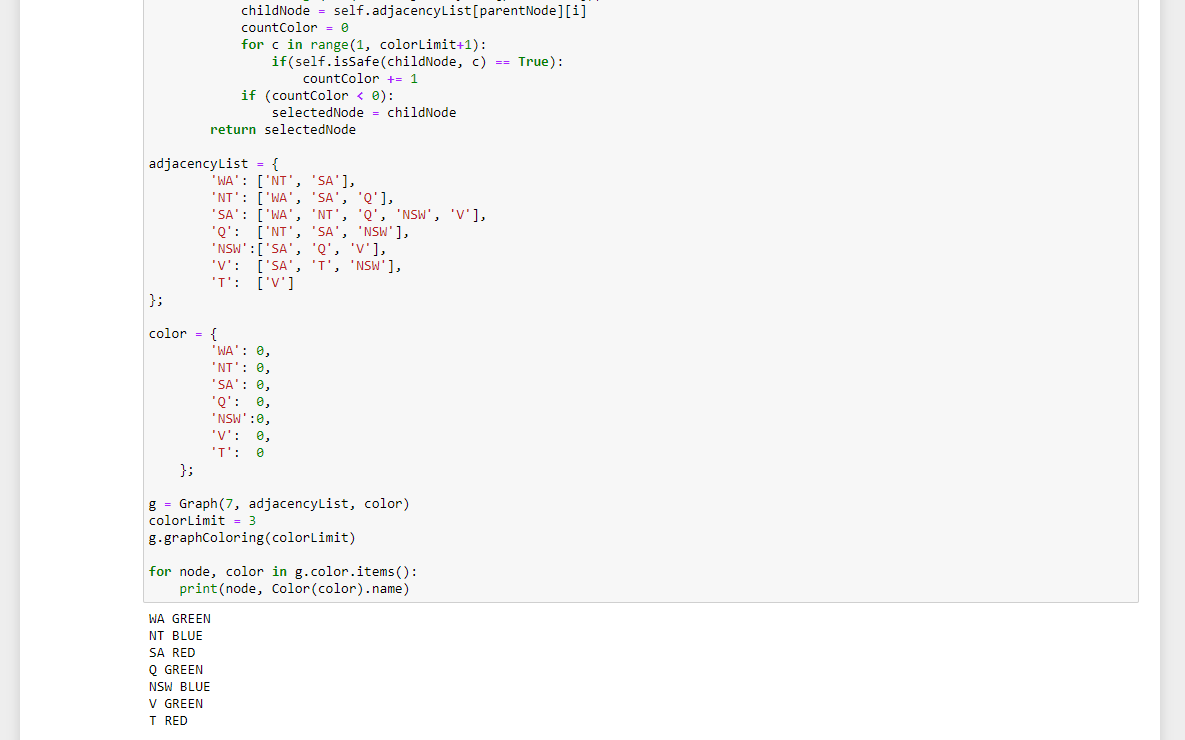 childNode = self.adjacencyList[parentNode][i]
countColor = 0
for c in range(1, colorLimit+1):
if(self.isSafe(childNode, c) == True):
countColor += 1
if (countColor < 0):
selectedNode = childNode
return selectedNode
adjacencyList = {
'WA': ['NT', 'SA'],
'NT': ['WA', 'SA', 'Q'],
'SA': ['WA', 'NT', 'Q', 'NSW', 'V'],
'Q':  ['NT', 'SA', 'NSW'],
'NSW':['SA', 'Q', 'V'],
'V':  ['SA', 'T', 'NSW'],
'T':  ['V']
};
color = {
'WA': 0,
'NT': 0,
'SA': 0,
'Q':  0,
'NSW':0,
'V':  0,
'T':  0
};
g = Graph(7, adjacencyList, color)
colorLimit = 3
g.graphColoring(colorLimit)
for node, color in g.color.items():
print(node, Color(color).name)
WA GREEN
NT BLUE
SA RED
Q GREEN
NSW BLUE
V GREEN
T RED